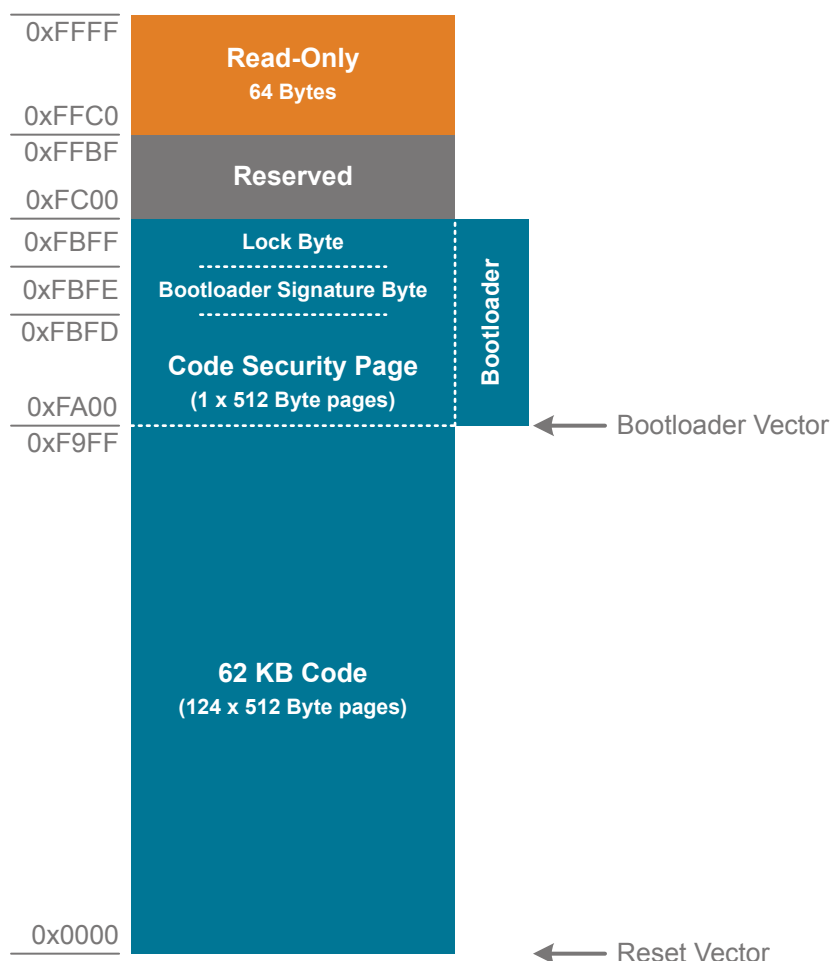 0xFFFF
Read-Only
64 Bytes
0xFFC0
0xFFBF
Reserved
0xFC00
0xFBFF
Lock Byte
0xFBFE
Bootloader Signature Byte
0xFBFD
Bootloader
Code Security Page
(1 x 512 Byte pages)
0xFA00
Bootloader Vector
0xF9FF
62 KB Code
(124 x 512 Byte pages)
0x0000
Reset Vector